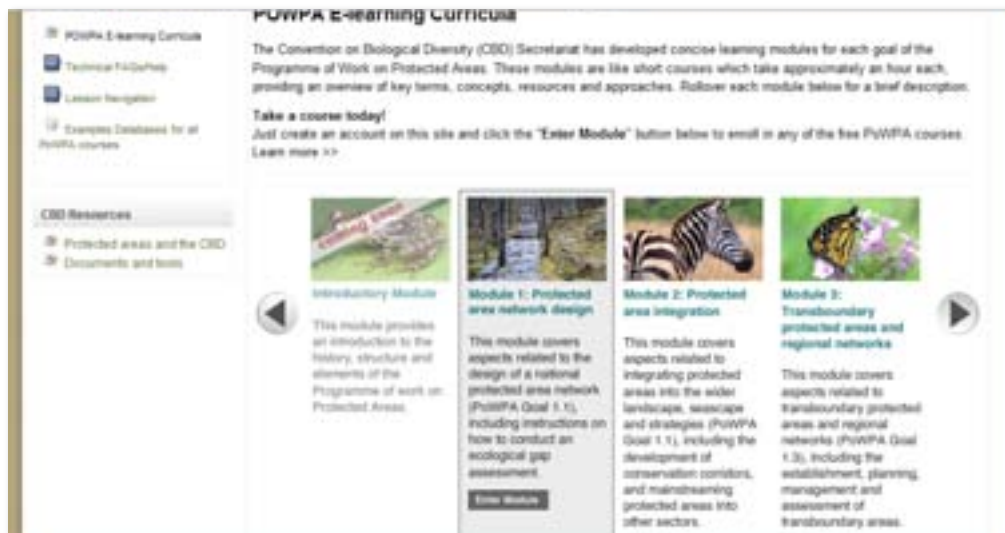 POWPA E-learning Curricula
POWPA E-learning Curricula
Technical FAQs/Help
Lesson Navigation
Examples Databases for all
PoWPA courses
The Convention on Biological Diversity (CBD) Secretariat has developed concise learning modules for each goal of the
Programme of Work on Protected Areas. These modules are like short courses which take approximately an hour each,
providing an overview of key terms, concepts, resources and approaches. Rollover each module below for a brief description.
Take a course today!
Just create an account on this site and click the "Enter Module" button below to enroll in any of the free PoWPA courses.
Learn more >>
CBD Resources
Protected areas and the CBD
Documents and tools
coming soon
Introductory Module
This module provides
an introduction to the
history, structure and
elements of the
Programme of work on
Protected Areas.
Module 1: Protected
area network design
This module covers
aspects related to the
design of a national
protected area network
(PoWPA Goal 1.1),
including instructions on
how to conduct an
ecological gap
assessment.
Enter Module
Module 2: Protected
area integration
This module covers
aspects related to
integrating protected
areas into the wider
landscape, seascape
and strategies (PoWPA
Goal 1.1), including the
development of
conservation corridors,
and mainstreaming
protected areas into
other sectors.
Module 3:
Transboundary
protected areas and
regional networks
This module covers
aspects related to
transboundary protected
areas and regional
networks (PoWPA Goal
1.3), including the
establishment, planning,
management and
assessment of
transboundary areas.